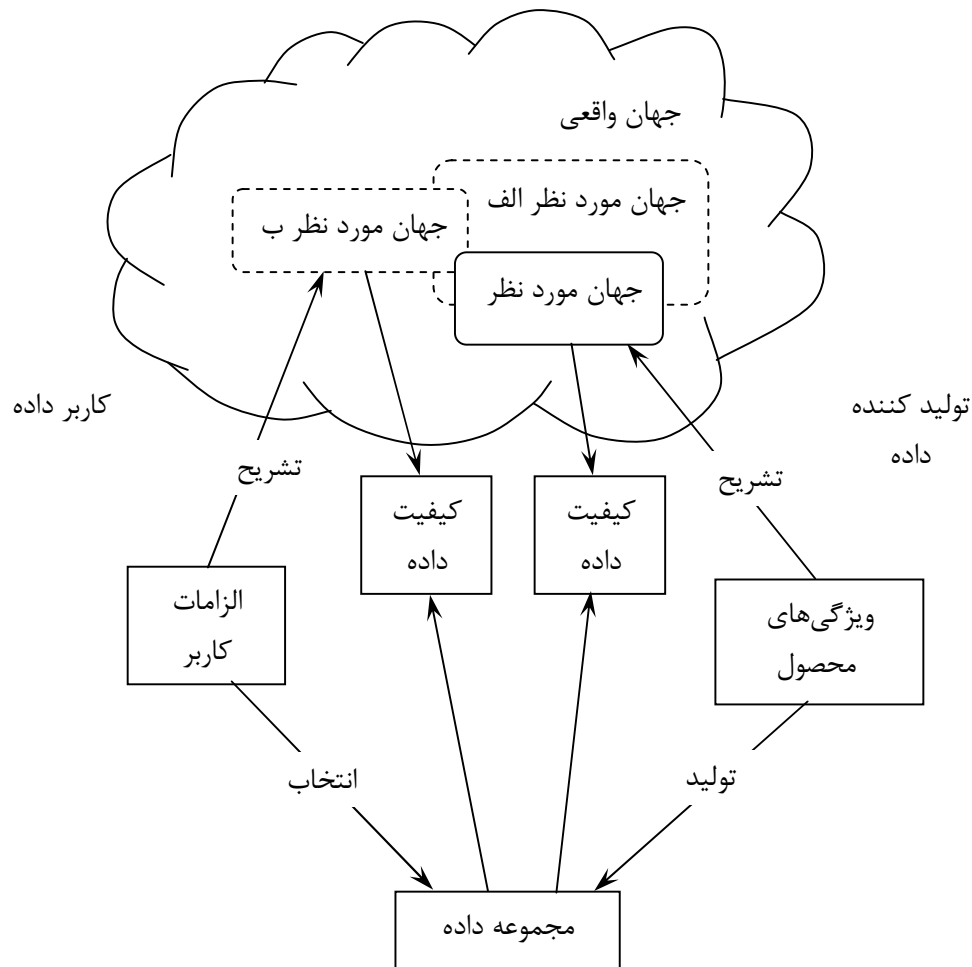 جهان واقعی
جهان مورد نظر الف
جهان مورد نظر ب
جهان مورد نظر
تولید کننده
داده
کاربر داده
تشریح
تشریح
کیفیت
داده
کیفیت
داده
ویژگی‌های
محصول
الزامات
کاربر
تولید
انتخاب
مجموعه داده